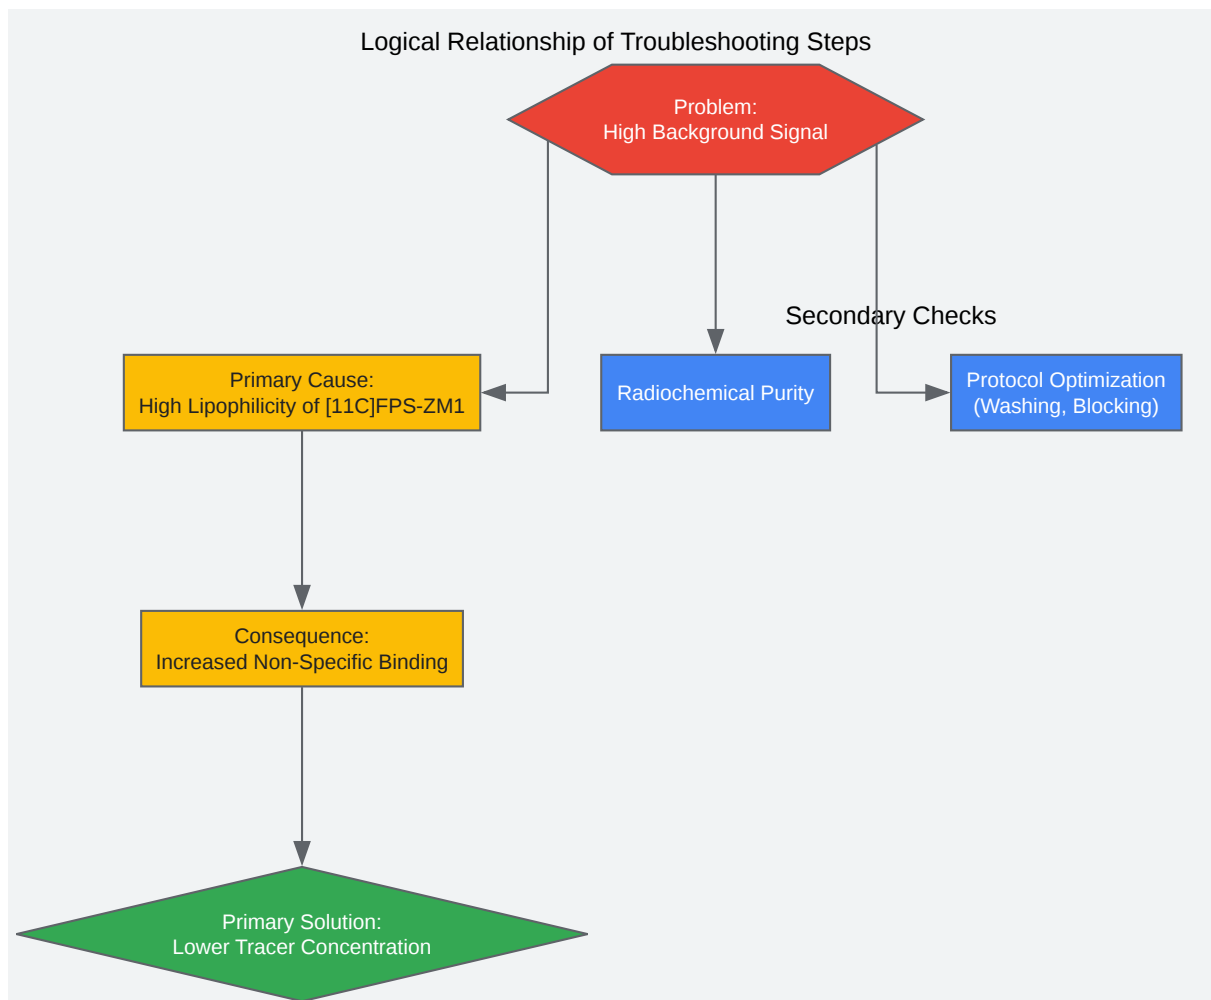 Logical Relationship of Troubleshooting Steps
Problem:
High Background Signal
Secondary Checks
Primary Cause:
High Lipophilicity of [11C]FPS-ZM1
Radiochemical Purity
Protocol Optimization
(Washing, Blocking)
Consequence:
Increased Non-Specific Binding
Primary Solution:
Lower Tracer Concentration